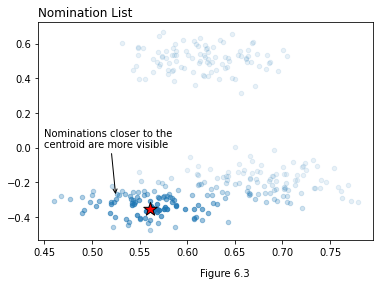 Nomination List
0.6
0.4
0.2
Nominations closer to the
centroid are more visible
0.0
−0.2
−0.4
0.45 0.50 0.55 0.60 0.65 0.70 0.75
Figure 6.3